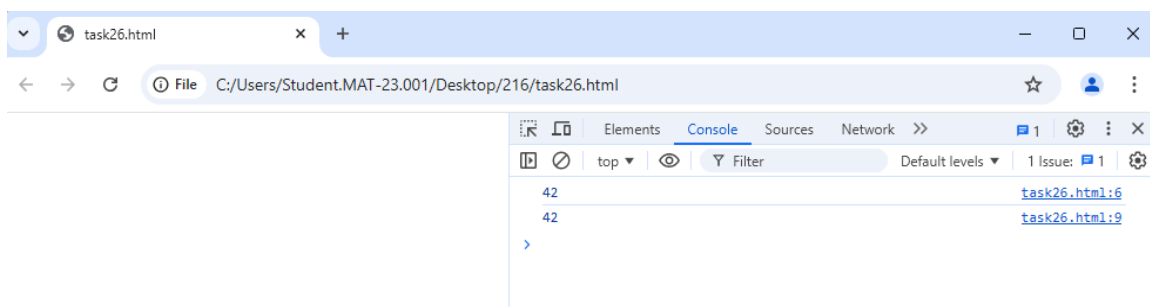 task26.html
File C:/Users/Student.MAT-23.001/Desktop/216/task26.html
Elements Console Sources Network 1
top Filter Default levels 1 Issue: 1
42 task26.html:6
42 task26.html:9